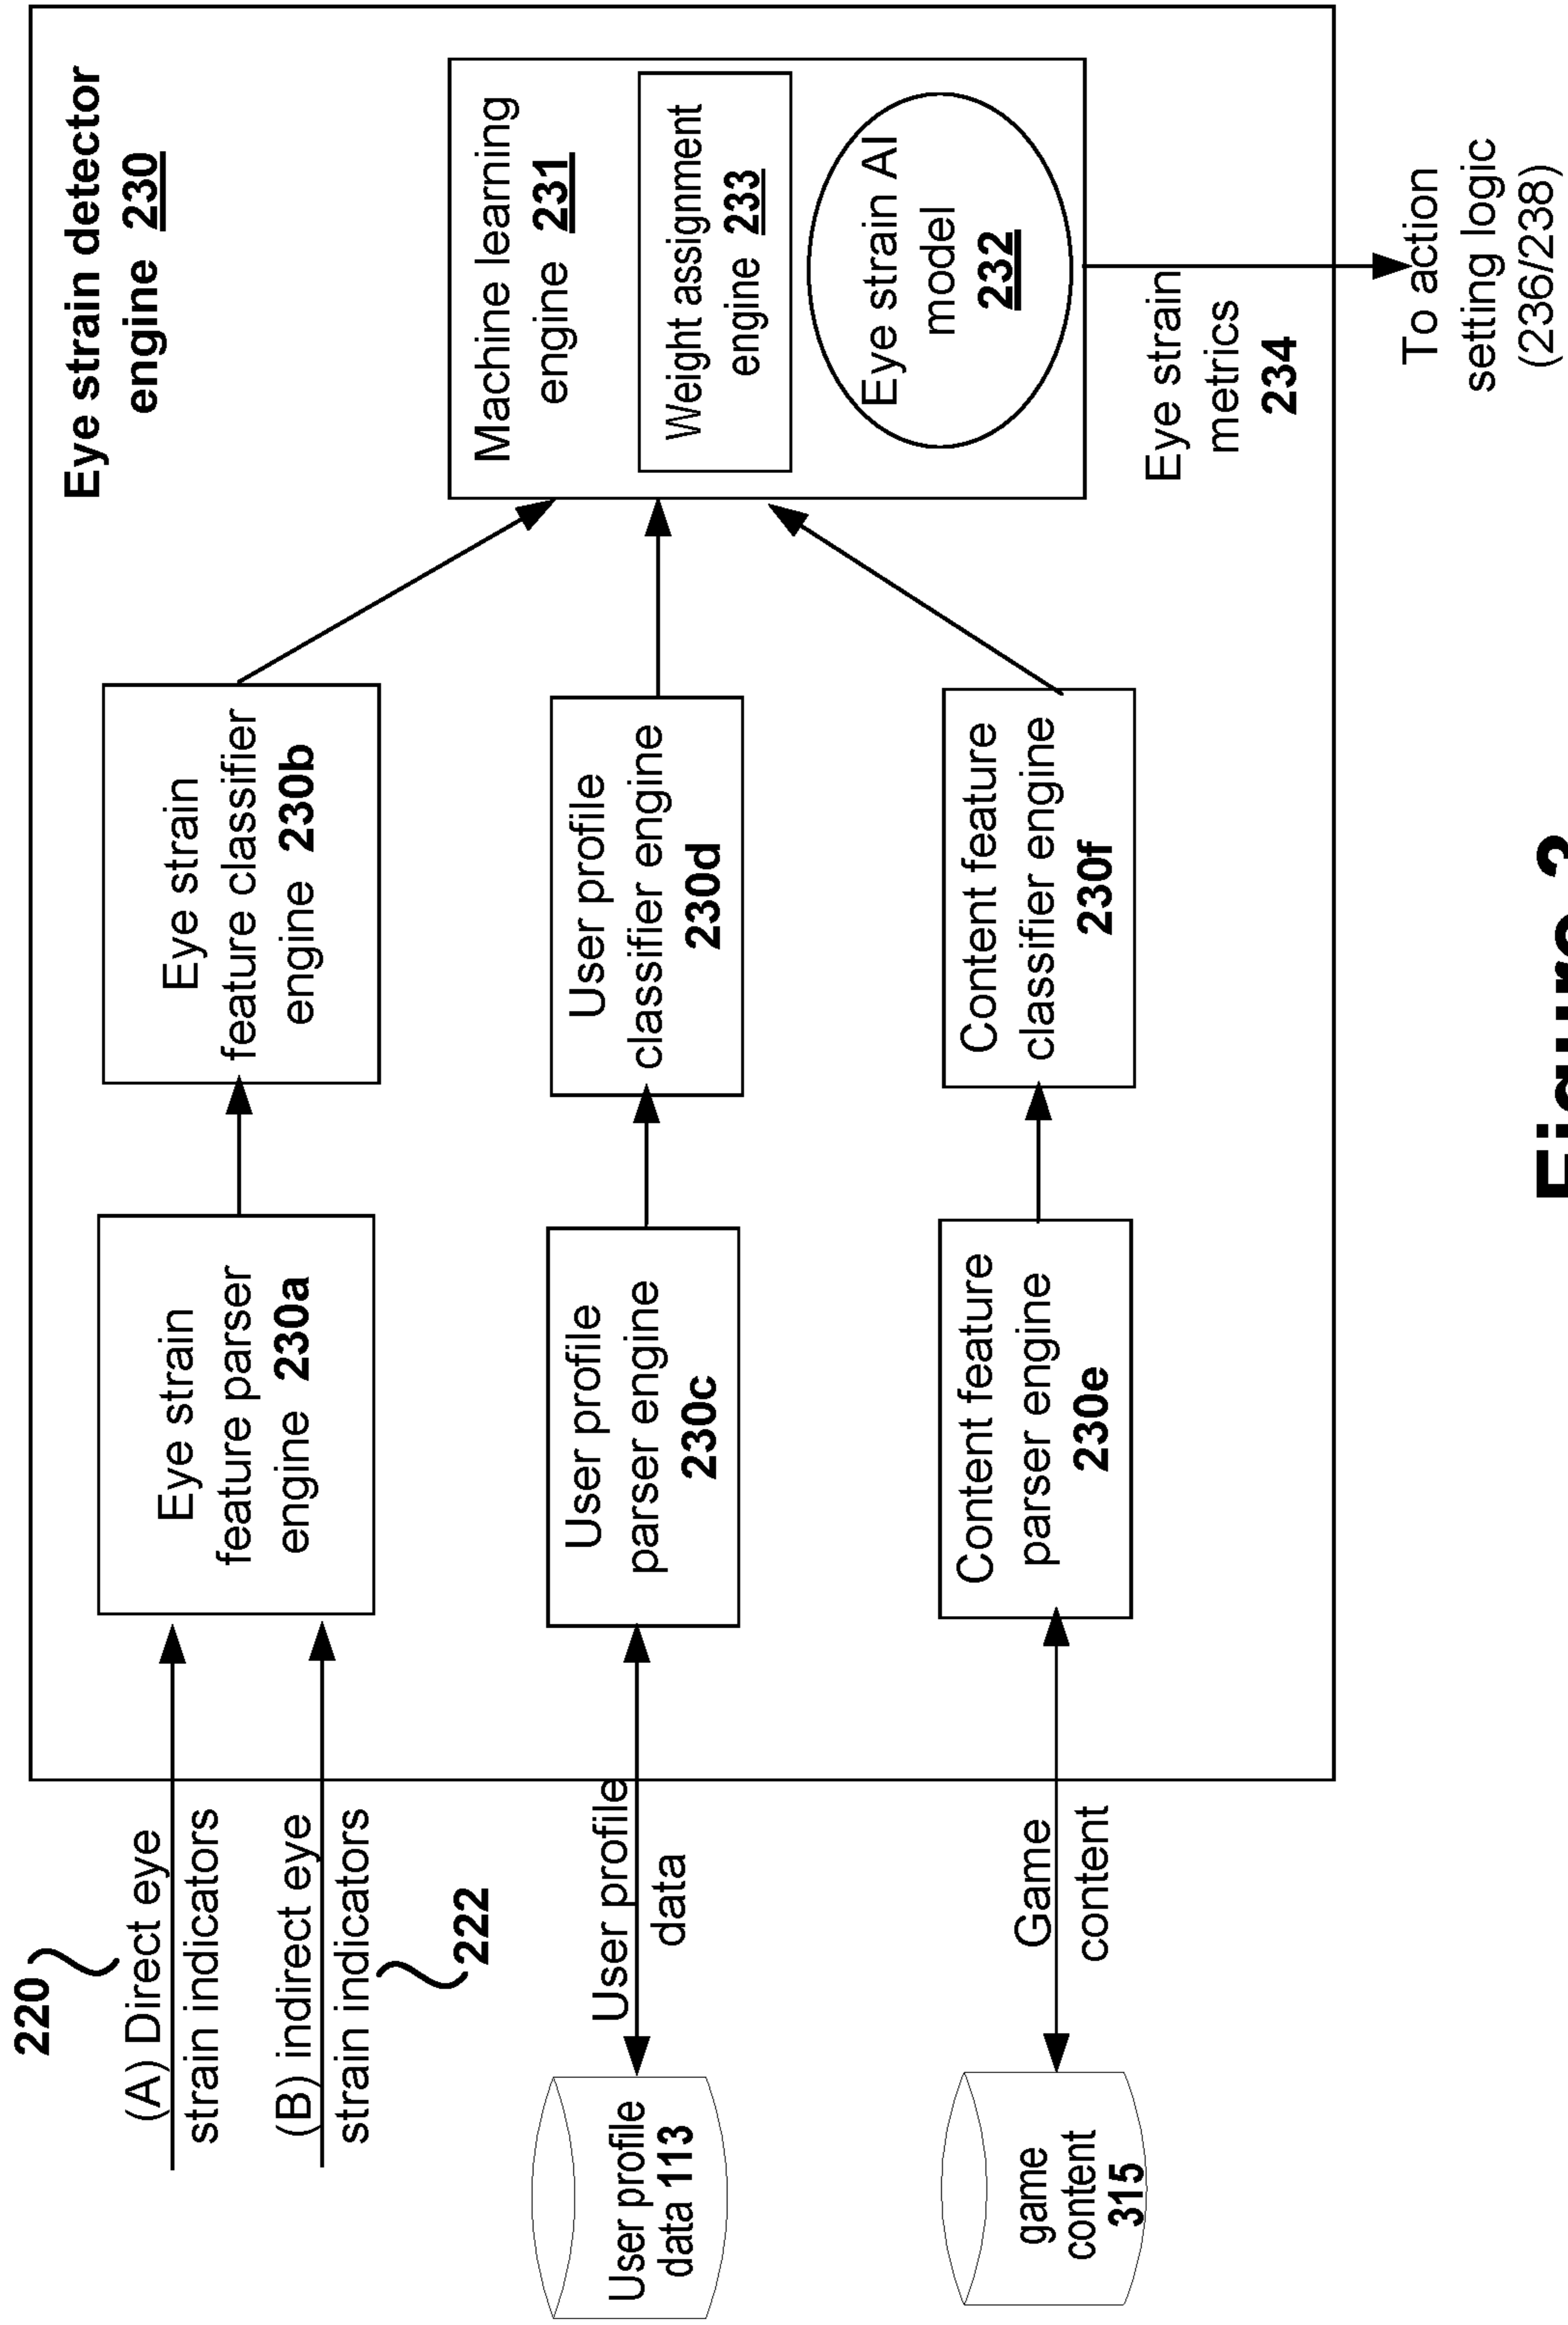 Eye strain detector
engine 230
220
(A) Direct eye
strain indicators
(B) indirect eye
strain indicators
222
Eye strain
feature parser
engine 230a
Eye strain
feature classifier
engine 230b
Machine learning
engine 231
Weight assignment
engine 233
Eye strain AI
model
232
User profile
data 113
User profile
data
User profile
parser engine
230c
User profile
classifier engine
230d
game
content
315
Game
content
Content feature
parser engine
230e
Content feature
classifier engine
230f
Eye strain
metrics
234
To action
setting logic
(236/238)
Figure